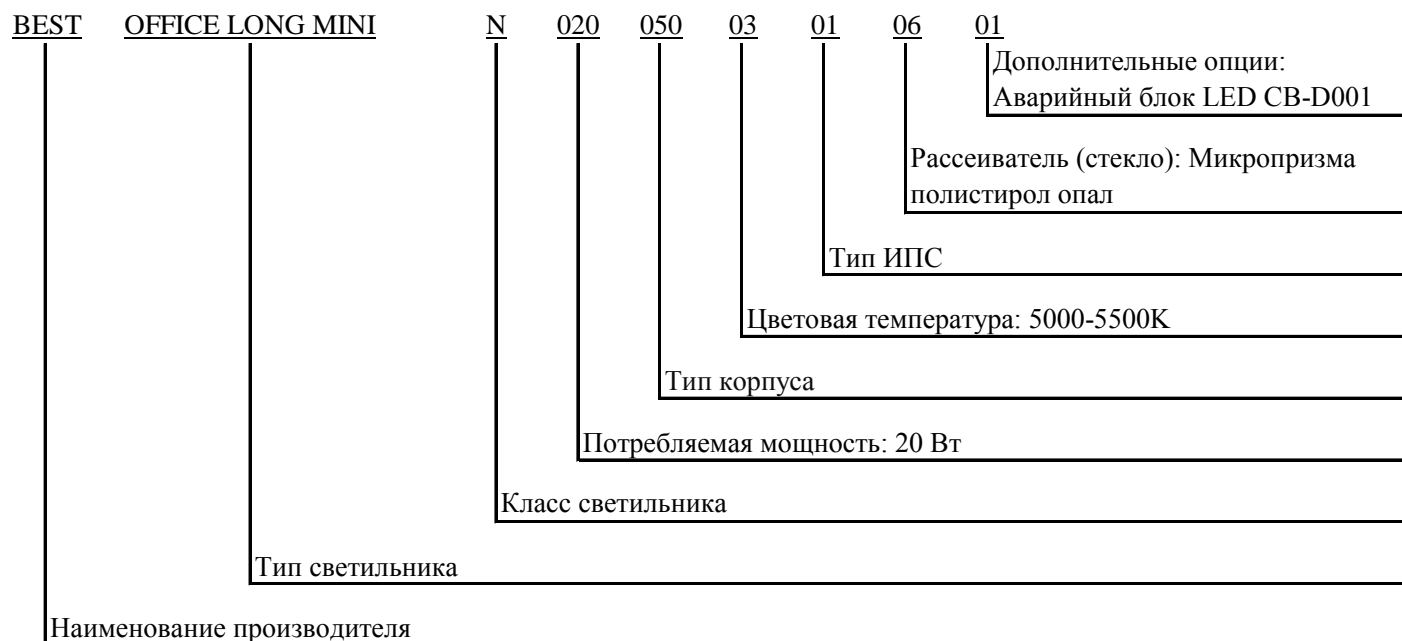 BEST OFFICE LONG MINI N 020 050 03 01 06 01
Дополнительные опции:
Аварийный блок LED CB-D001
Рассеиватель (стекло): Микропризма
полистирол опал
Тип ИПС
Цветовая температура: 5000-5500K
Тип корпуса
Потребляемая мощность: 20 Вт
Класс светильника
Тип светильника
Наименование производителя